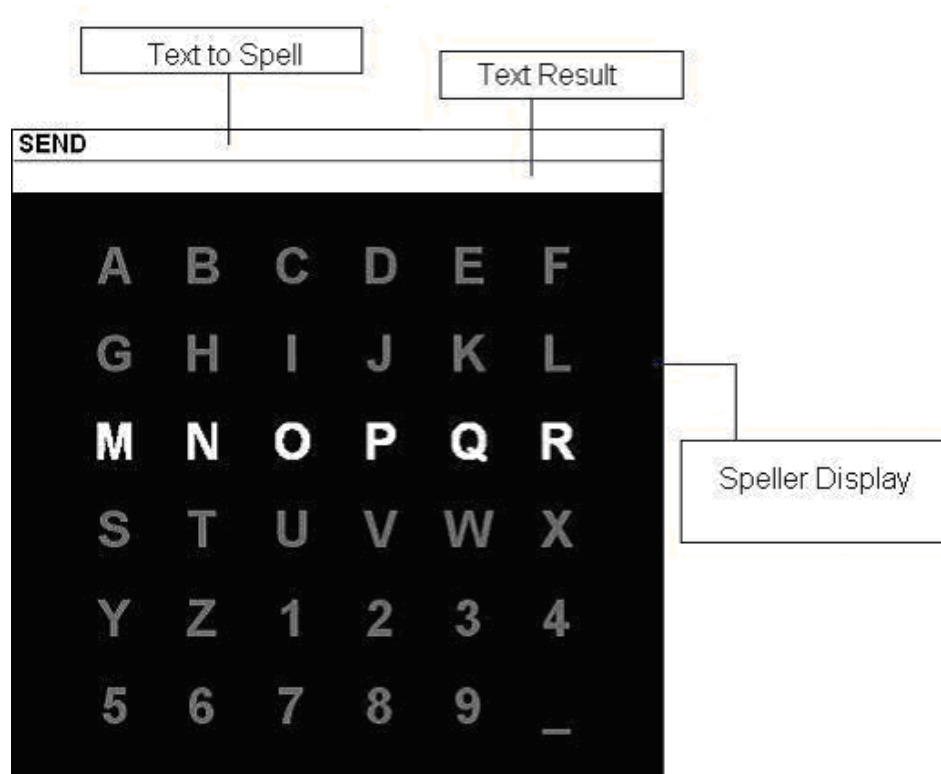 Text to Spell
Text Result
SEND
A B C D E F
G H I J K L
M N O P Q R
S T U V W X
Y Z 1 2 3 4
5 6 7 8 9 _
Speller Display